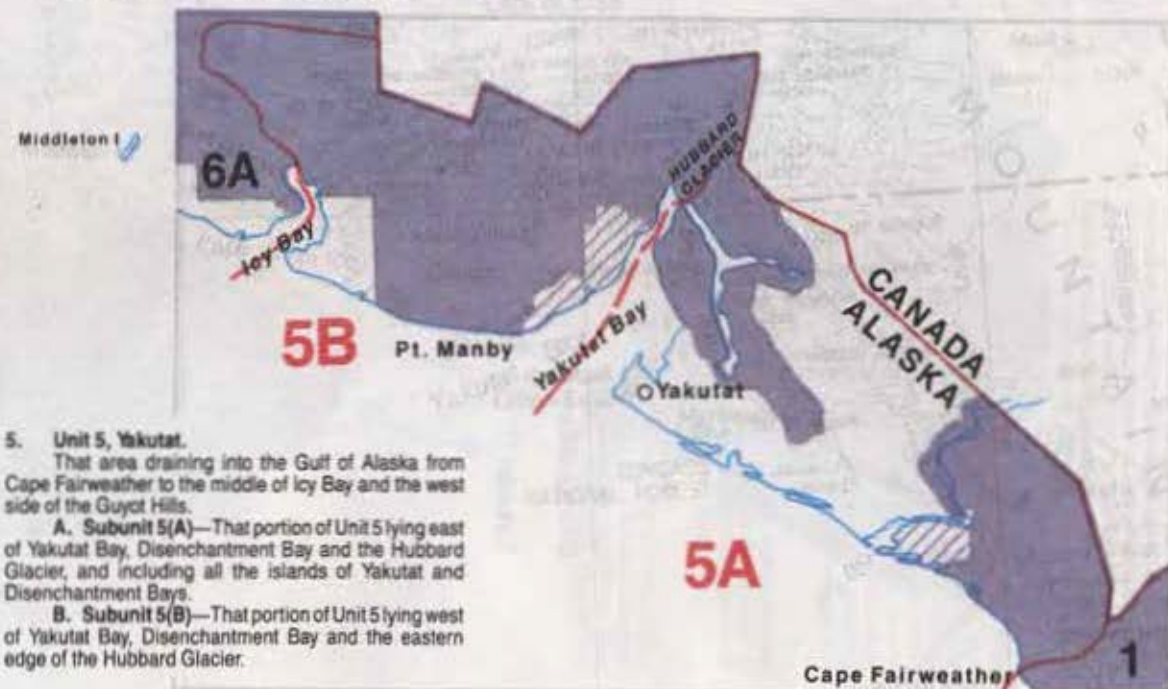 Middleton I
6A
Icy Bay
HUBBARD
GLACIER
5B
Pt. Manby
Yakutat Bay
Yakutat
CANADA
ALASKA
5. Unit 5, Yakutat.
That area draining into the Gulf of Alaska from
Cape Fairweather to the middle of Icy Bay and the west
side of the Guyot Hills.
A. Subunit 5(A)—That portion of Unit 5 lying east
of Yakutat Bay, Disenchantment Bay and the Hubbard
Glacier, and including all the islands of Yakutat and
Disenchantment Bays.
B. Subunit 5(B)—That portion of Unit 5 lying west
of Yakutat Bay, Disenchantment Bay and the eastern
edge of the Hubbard Glacier.
5A
Cape Fairweather
1